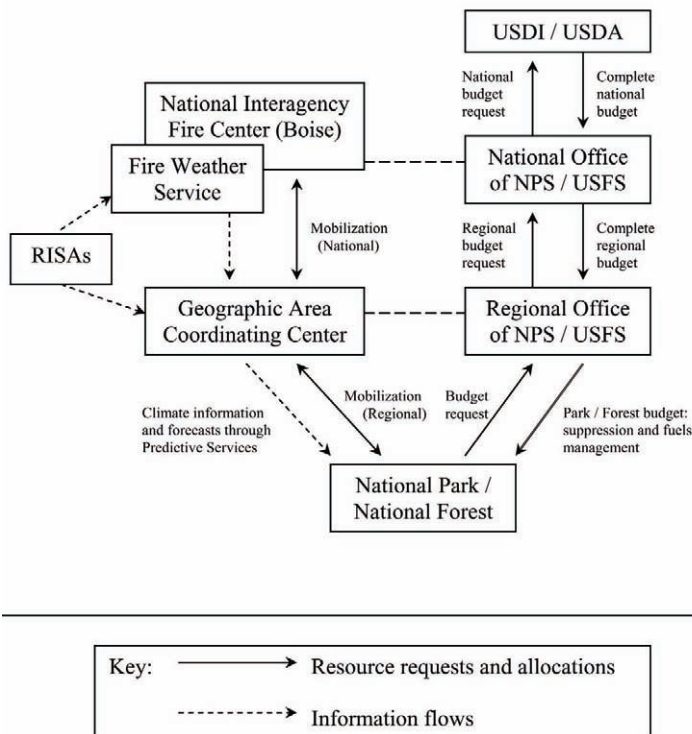 USDI / USDA
National
budget
request
Complete
national
budget
National Interagency
Fire Center (Boise)
Fire Weather
Service
National Office
of NPS / USFS
Mobilization
(National)
Regional
budget
request
Complete
regional
budget
RISAs
Geographic Area
Coordinating Center
Regional Office
of NPS / USFS
Climate information
and forecasts through
Predictive Services
Mobilization
(Regional)
Budget
request
Park / Forest budget:
suppression and fuels
management
National Park /
National Forest
Key:
Resource requests and allocations
Information flows